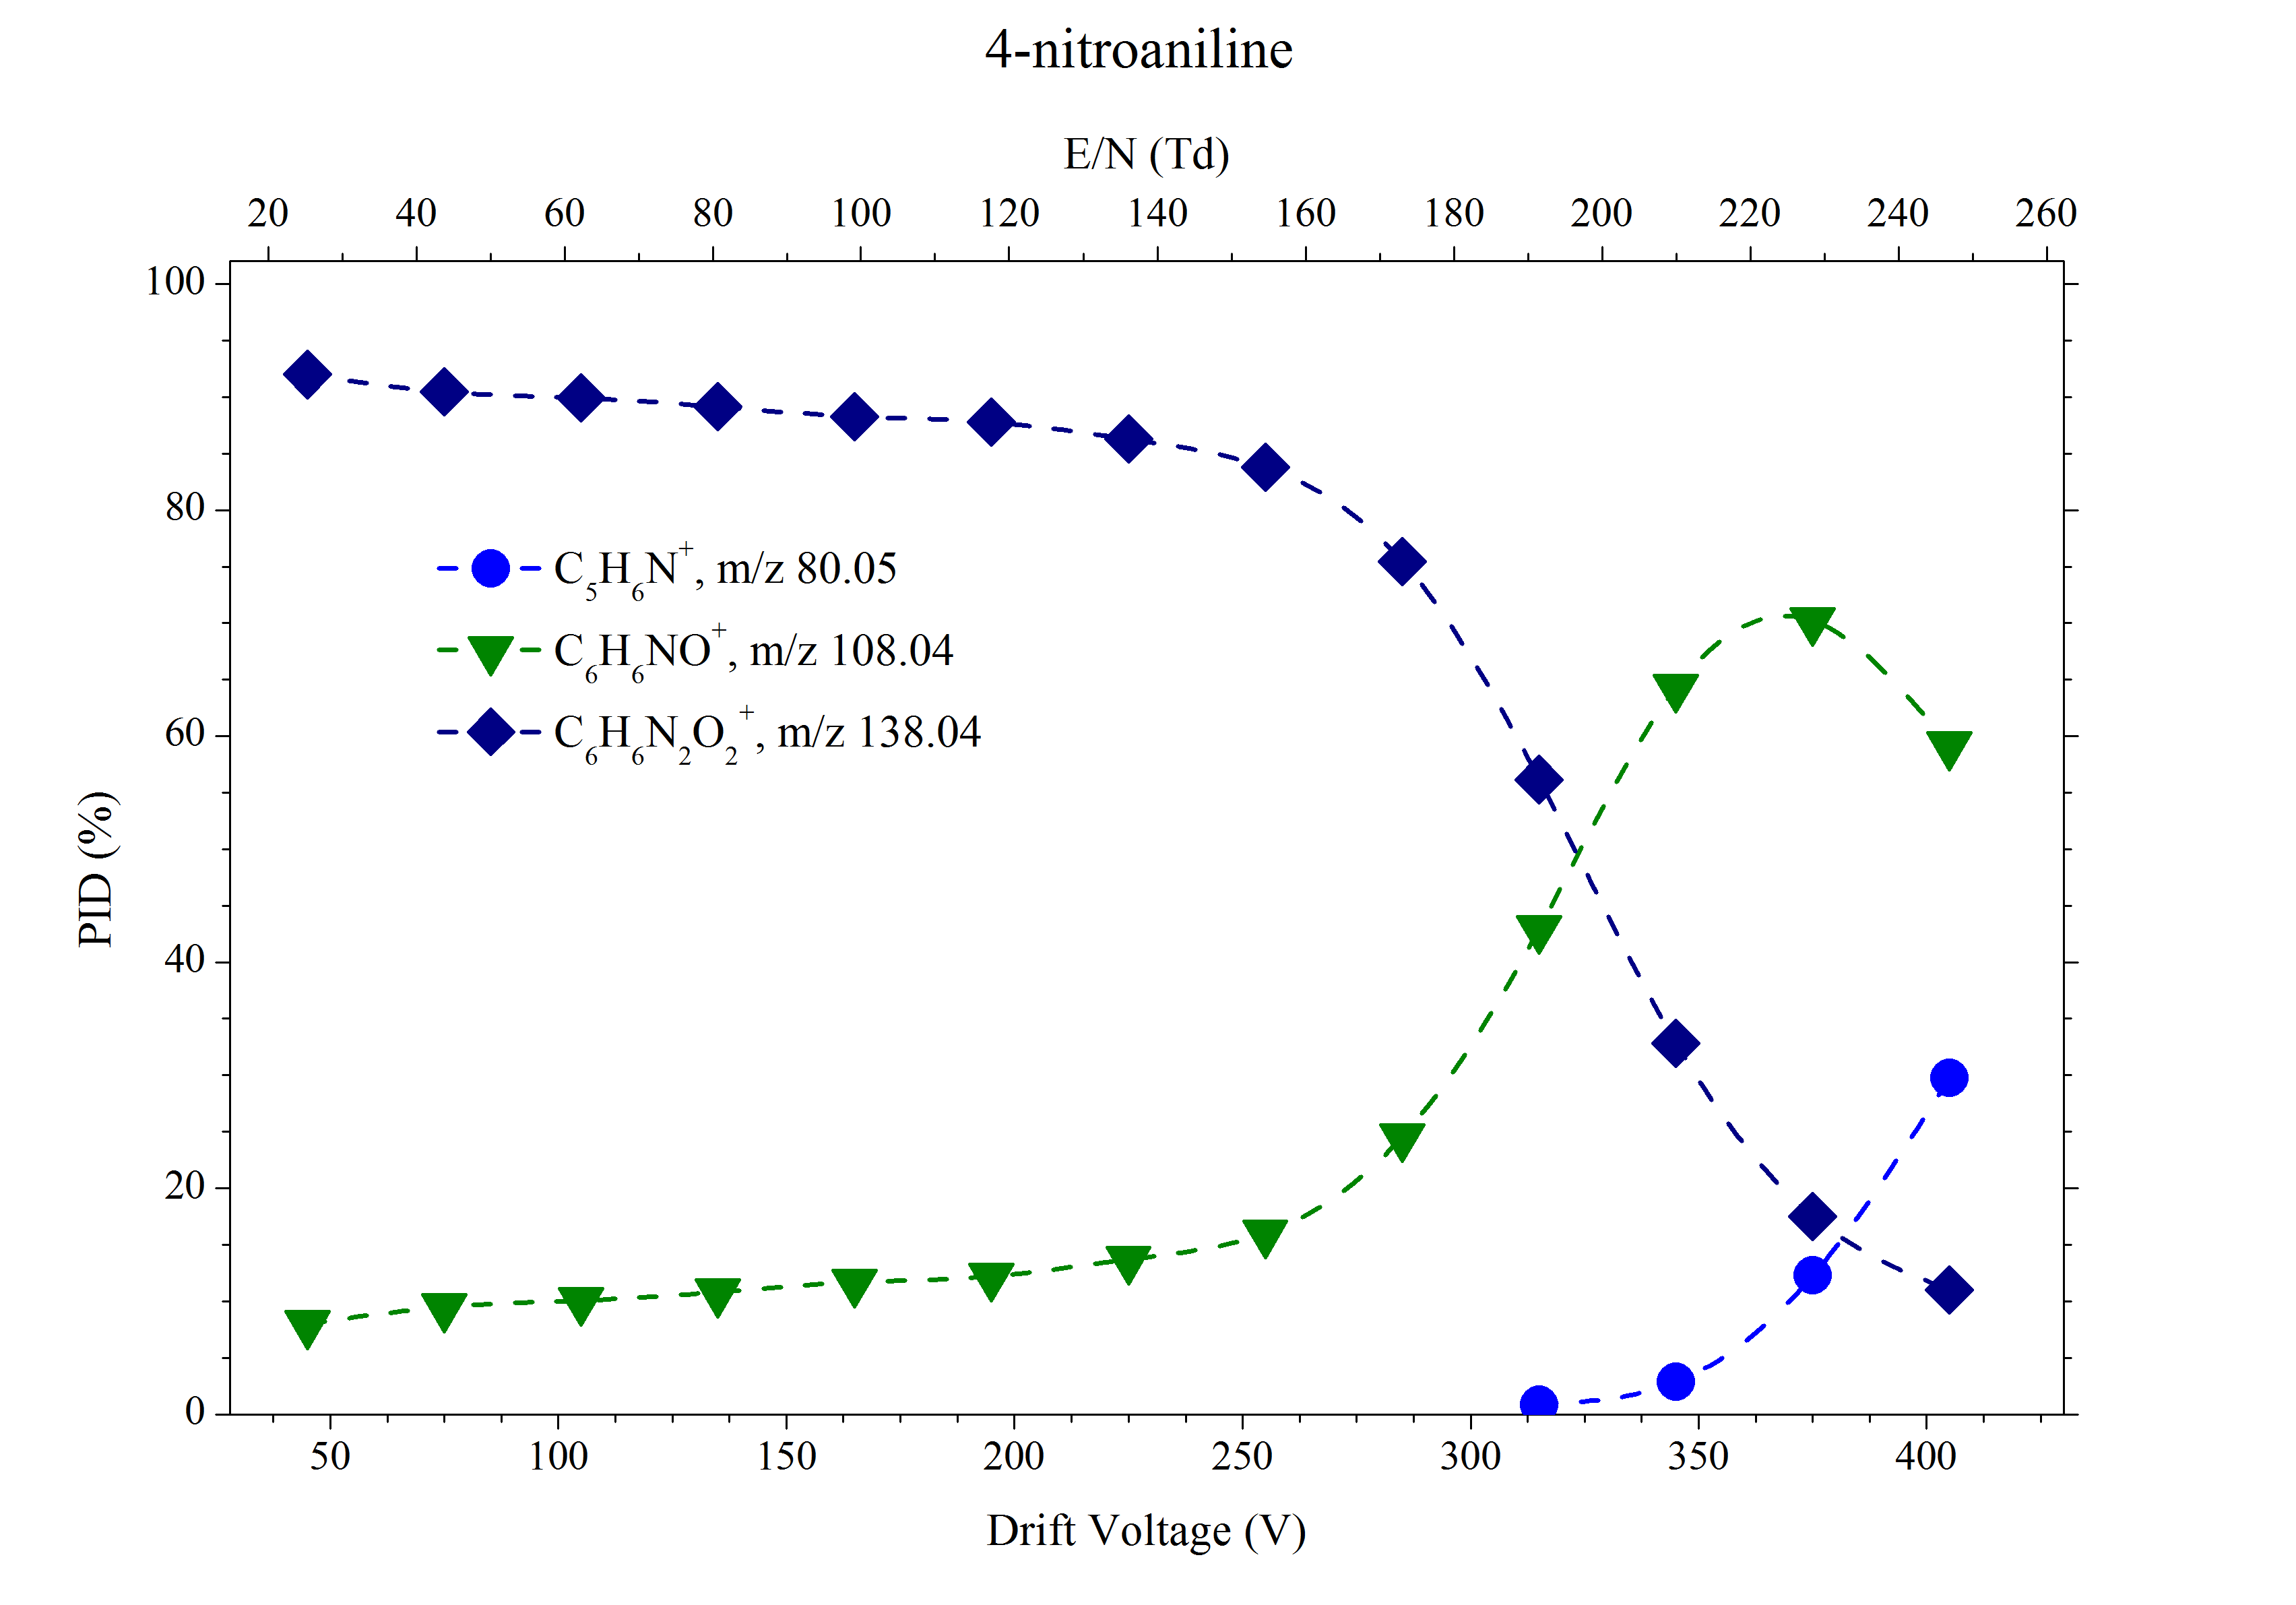 4-nitroaniline
E/N (Td)
20 40 60 80 100 120 140 160 180 200 220 240 260
100
80
60
40
20
0
PID (%)
C5H6N+, m/z 80.05
C6H6NO+, m/z 108.04
C6H6N2O2+, m/z 138.04
50 100 150 200 250 300 350 400
Drift Voltage (V)